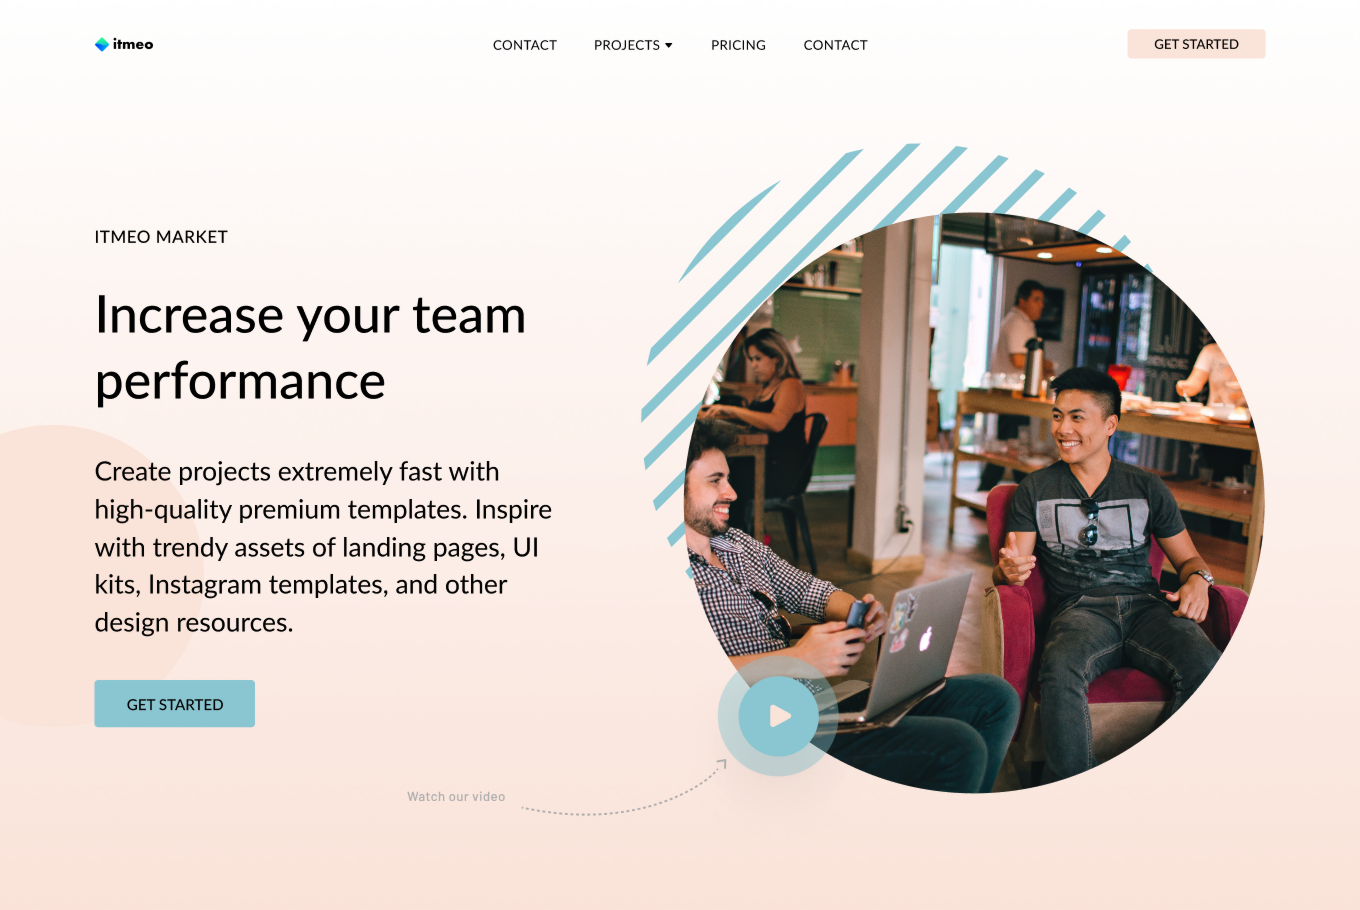 itmeo
CONTACT
PROJECTS
PRICING
CONTACT
GET STARTED
ITMEO MARKET
Increase your team
performance
Create projects extremely fast with
high-quality premium templates. Inspire
with trendy assets of landing pages, UI
kits, Instagram templates, and other
design resources.
GET STARTED
Watch our video